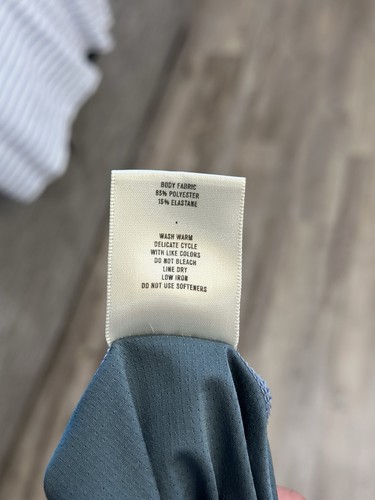 BODY FABRIC
85% POLYESTER
15% ELASTANE
WASH WARM
DELICATE CYCLE
WITH LIKE COLORS
DO NOT BLEACH
LINE DRY
LOW IRON
DO NOT USE SOFTENERS